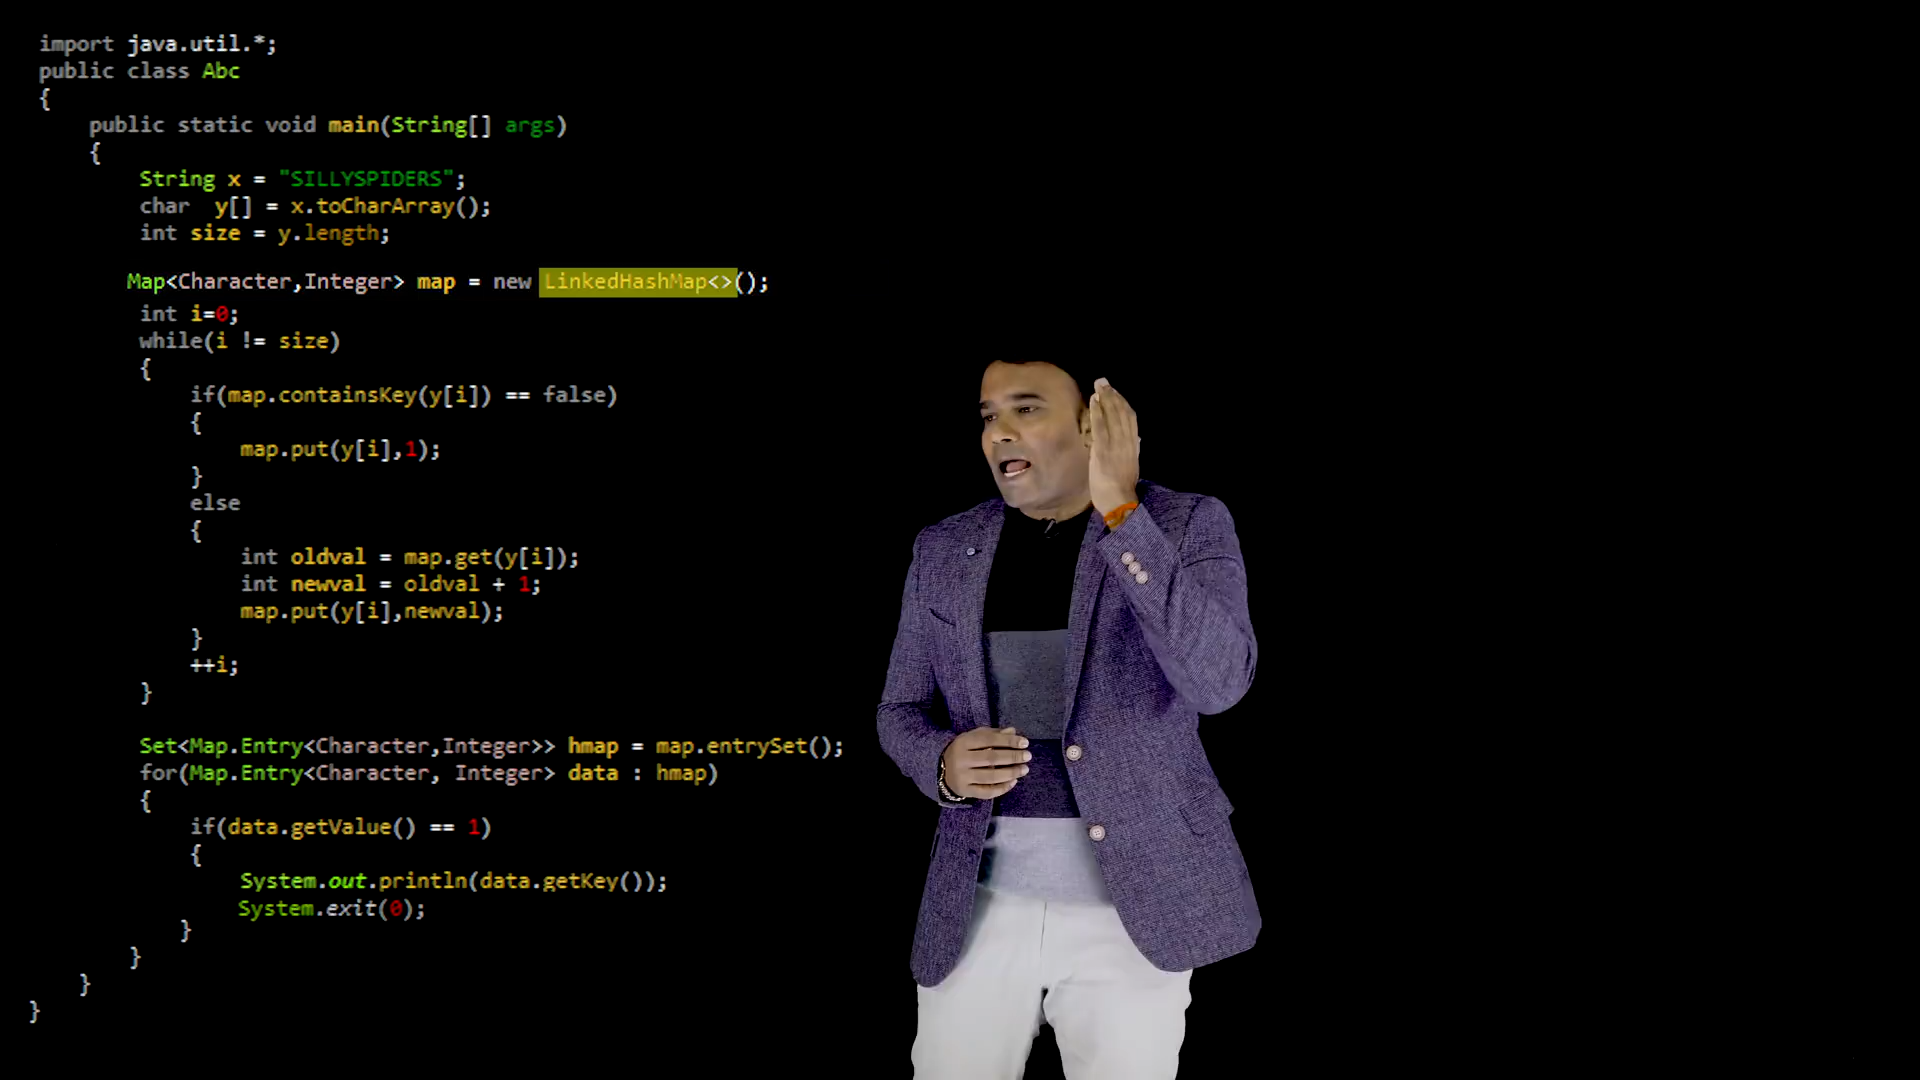 import java.util.*;
public class Abc
{
public static void main(String[] args)
{
String x = "SILLYSPIDERS";
char  y[] = x.toCharArray();
int size = y.length;
Map<Character,Integer> map = new LinkedHashMap<>();
int i=0;
while(i != size)
{
if(map.containsKey(y[i]) == false)
{
map.put(y[i],1);
}
else
{
int oldval = map.get(y[i]);
int newval = oldval + 1;
map.put(y[i],newval);
}
++i;
}
Set<Map.Entry<Character,Integer>> hmap = map.entrySet();
for(Map.Entry<Character, Integer> data : hmap)
{
if(data.getValue() == 1)
{
System.out.println(data.getKey());
System.exit(0);
}
}
}
}